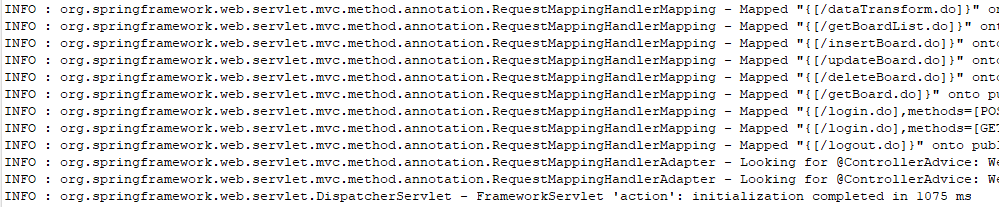 INFO : org.springframework.web.servlet.mvc.method.annotation.RequestMappingHandlerMapping - Mapped "{[/dataTransform.do]}" on
INFO : org.springframework.web.servlet.mvc.method.annotation.RequestMappingHandlerMapping - Mapped "{[/getBoardList.do]}" ont
INFO : org.springframework.web.servlet.mvc.method.annotation.RequestMappingHandlerMapping - Mapped "{[/insertBoard.do]}" onto
INFO : org.springframework.web.servlet.mvc.method.annotation.RequestMappingHandlerMapping - Mapped "{[/updateBoard.do]}" onto
INFO : org.springframework.web.servlet.mvc.method.annotation.RequestMappingHandlerMapping - Mapped "{[/deleteBoard.do]}" onto
INFO : org.springframework.web.servlet.mvc.method.annotation.RequestMappingHandlerMapping - Mapped "{[/getBoard.do]}" onto pu
INFO : org.springframework.web.servlet.mvc.method.annotation.RequestMappingHandlerMapping - Mapped "{[/login.do],methods=[POS
INFO : org.springframework.web.servlet.mvc.method.annotation.RequestMappingHandlerMapping - Mapped "{[/login.do],methods=[GET
INFO : org.springframework.web.servlet.mvc.method.annotation.RequestMappingHandlerMapping - Mapped "{[/logout.do]}" onto publ
INFO : org.springframework.web.servlet.mvc.method.annotation.RequestMappingHandlerAdapter - Looking for @ControllerAdvice: We
INFO : org.springframework.web.servlet.mvc.method.annotation.RequestMappingHandlerAdapter - Looking for @ControllerAdvice: We
INFO : org.springframework.web.servlet.DispatcherServlet - FrameworkServlet 'action': initialization completed in 1075 ms